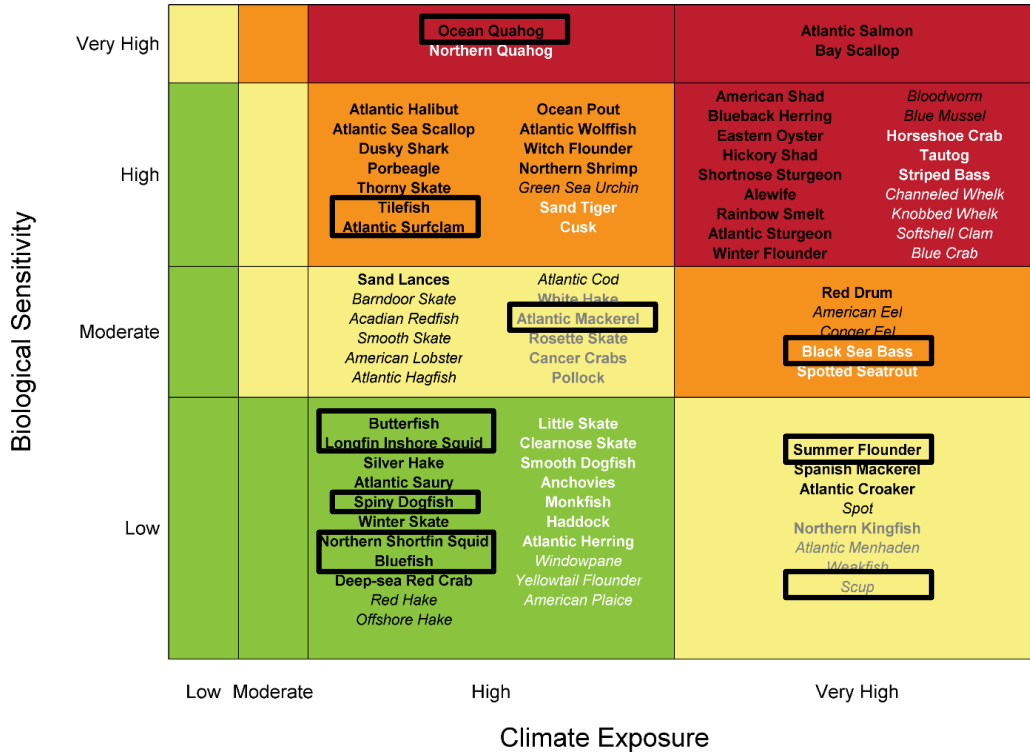 Biological Sensitivity
Very High
Ocean Quahog
Northern Quahog
Atlantic Salmon
Bay Scallop
High
Atlantic Halibut
Atlantic Sea Scallop
Dusky Shark
Porbeagle
Thorny Skate
Tilefish
Atlantic Surfclam
Ocean Pout
Atlantic Wolffish
Witch Flounder
Northern Shrimp
Green Sea Urchin
Sand Tiger
Cusk
American Shad
Blueback Herring
Eastern Oyster
Hickory Shad
Shortnose Sturgeon
Alewife
Rainbow Smelt
Atlantic Sturgeon
Winter Flounder
Bloodworm
Blue Mussel
Horseshoe Crab
Tautog
Striped Bass
Channeled Whelk
Knobbed Whelk
Softshell Clam
Blue Crab
Moderate
Sand Lances
Barndoor Skate
Acadian Redfish
Smooth Skate
American Lobster
Atlantic Hagfish
Atlantic Cod
White Hake
Atlantic Mackerel
Rosette Skate
Cancer Crabs
Pollock
Red Drum
American Eel
Conger Eel
Black Sea Bass
Spotted Seatrout
Low
Butterfish
Longfin Inshore Squid
Silver Hake
Atlantic Saury
Spiny Dogfish
Winter Skate
Northern Shortfin Squid
Bluefish
Deep-sea Red Crab
Red Hake
Offshore Hake
Little Skate
Clearnose Skate
Smooth Dogfish
Anchovies
Monkfish
Haddock
Atlantic Herring
Windowpane
Yellowtail Flounder
American Plaice
Summer Flounder
Spanish Mackerel
Atlantic Croaker
Spot
Northern Kingfish
Atlantic Menhaden
Weakfish
Scup
Low
Moderate
High
Very High
Climate Exposure